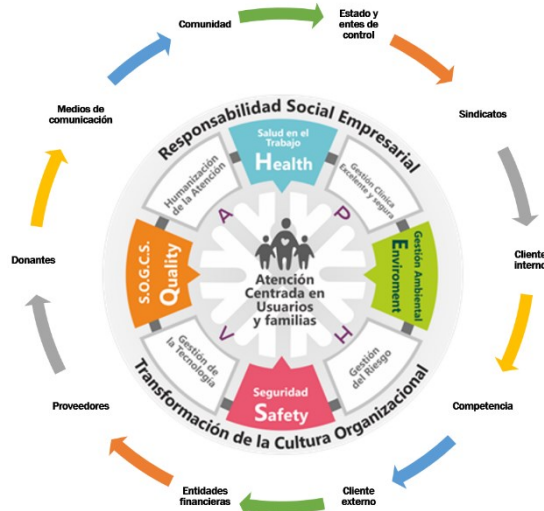 Comunidad
Estado y
entes de
control
Sindicatos
Cliente
interno
Competencia
Cliente
externo
Entidades
financieras
Proveedores
Donantes
Medios de
comunicación
Responsabilidad Social Empresarial
Salud en el
Trabajo
Health
Gestión Clínica
Excelente y segura
Gestión Ambiental
Enviroment
Gestión
del Riesgo
Seguridad
Safety
Gestión de
la Tecnología
S.O.G.C.S.
Quality
Humanización
de la Atención
A
P
H
V
Atención
Centrada en
Usuarios
y familias
Transformación de la Cultura Organizacional